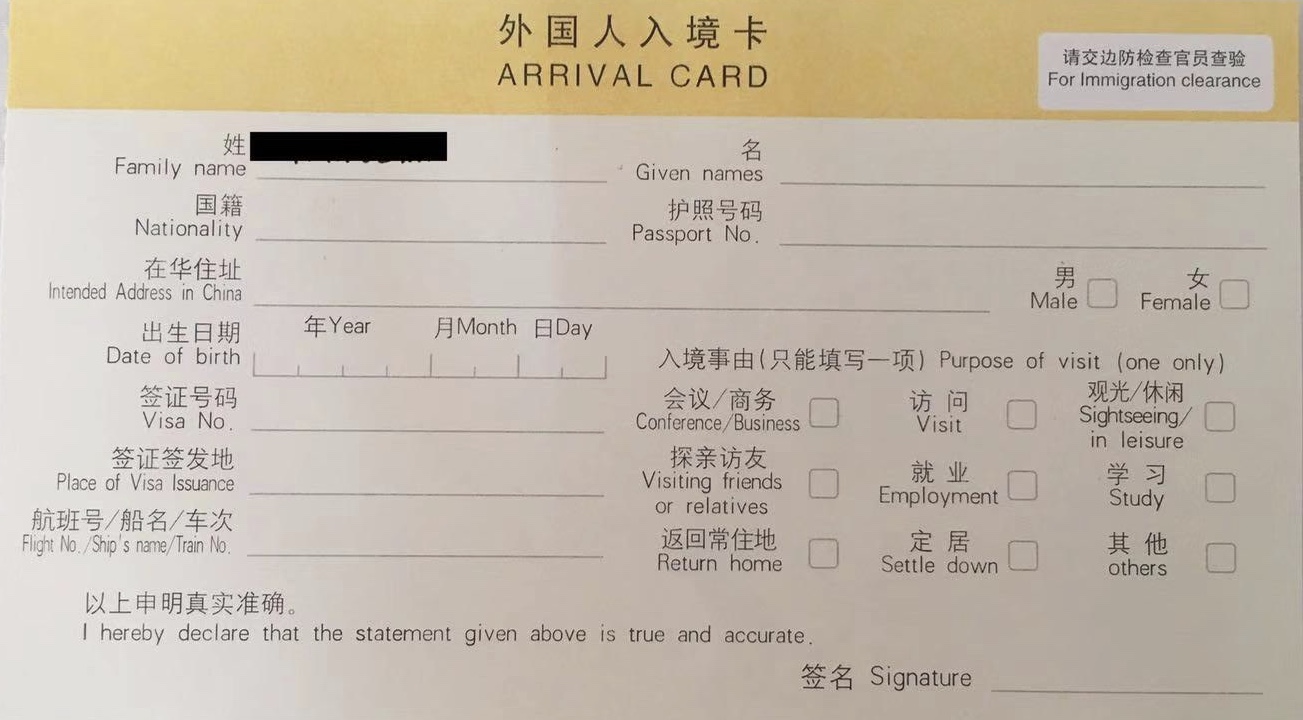 外国人入境卡
ARRIVAL CARD
请交边防检查官员查验
For Immigration clearance
姓
Family name
名
Given names
国籍
Nationality
护照号码
Passport No.
在华住址
Intended Address in China
男
Male
女
Female
出生日期
Date of birth
年Year 月Month 日Day
入境事由(只能填写一项) Purpose of visit (one only)
签证号码
Visa No.
会议/商务
Conference/Business
访 问
Visit
观光/休闲
Sightseeing/
in leisure
签证签发地
Place of Visa Issuance
探亲访友
Visiting friends
or relatives
就 业
Employment
学 习
Study
航班号/船名/车次
Flight No./Ship's name/Train No.
返回常住地
Return home
定 居
Settle down
其 他
others
以上申明真实准确。
I hereby declare that the statement given above is true and accurate.
签名 Signature